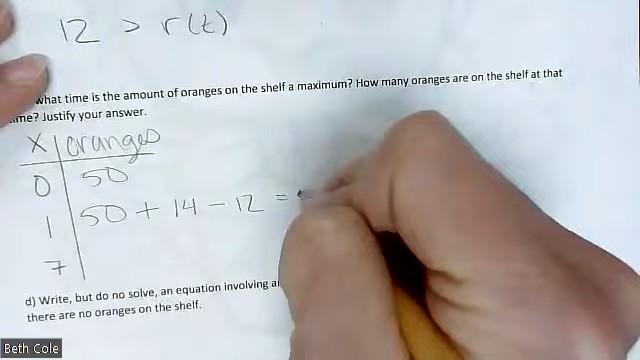 12 > r(t)
what time is the amount of oranges on the shelf a maximum? How many oranges are on the shelf at that
me? Justify your answer.
x oranges
0 50
1 50 + 14 - 12 =
7
d) Write, but do no solve, an equation involving
there are no oranges on the shelf.
Beth Cole